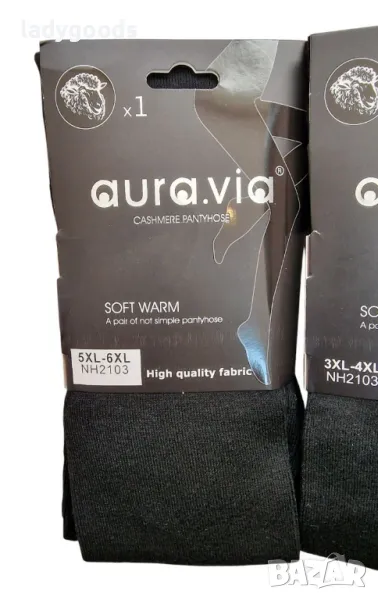 ladygoods
x1
aura.via®
CASHMERE PANTYHOSE
SOFT WARM
A pair of not simple pantyhose
5XL-6XL
NH2103
High quality fabric
a
SO
A p
3XL-4XL
NH2103
BAZAR